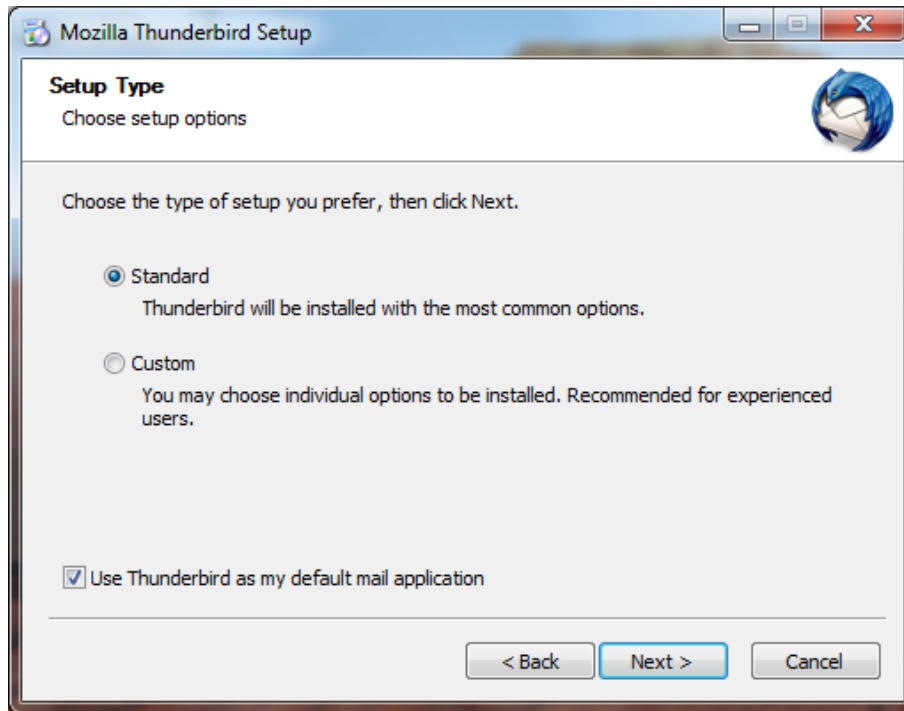 Mozilla Thunderbird Setup
Setup Type
Choose setup options
Choose the type of setup you prefer, then click Next.
Standard
Thunderbird will be installed with the most common options.
Custom
You may choose individual options to be installed. Recommended for experienced
users.
Use Thunderbird as my default mail application
< Back Next > Cancel